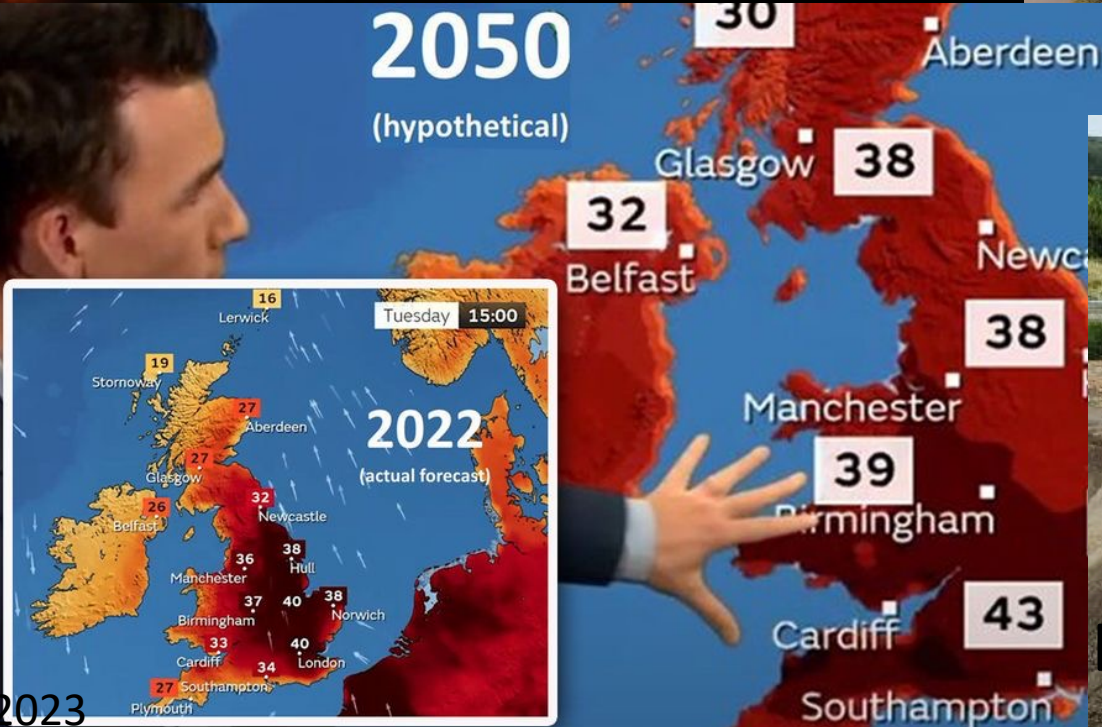 30
2050
Aberdeen
(hypothetical)
Glasgow
38
32
Belfast
38
Manchester
39
Birmingham
43
Cardiff
Southampton
16
Lerwick
Tuesday 15:00
19
Stornoway
27
Aberdeen
2022
(actual forecast)
27
Glasgow
26
Belfast
32
Newcastle
38
Hull
36
Manchester
37
Birmingham
40
38
Norwich
33
Cardiff
40
London
34
Southampton
27
Plymouth
2023